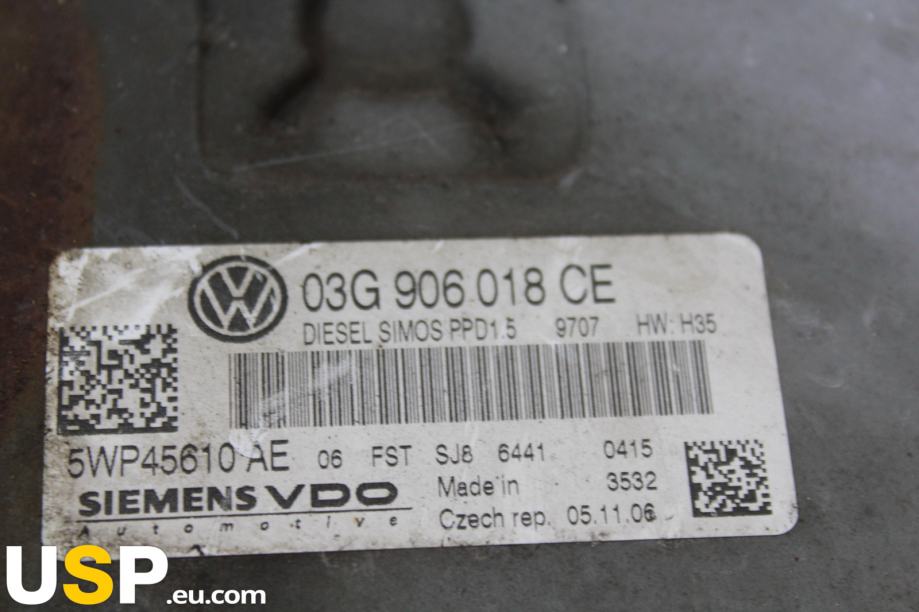 03G 906 018 CE
DIESEL SIMOS PPD1.5 9707 HW: H35
5WP45610 AE 06 FST SJ8 6441 0415
SIEMENS VDO Made in 3532
Automotive Czech rep. 05.11.06
USP.eu.com